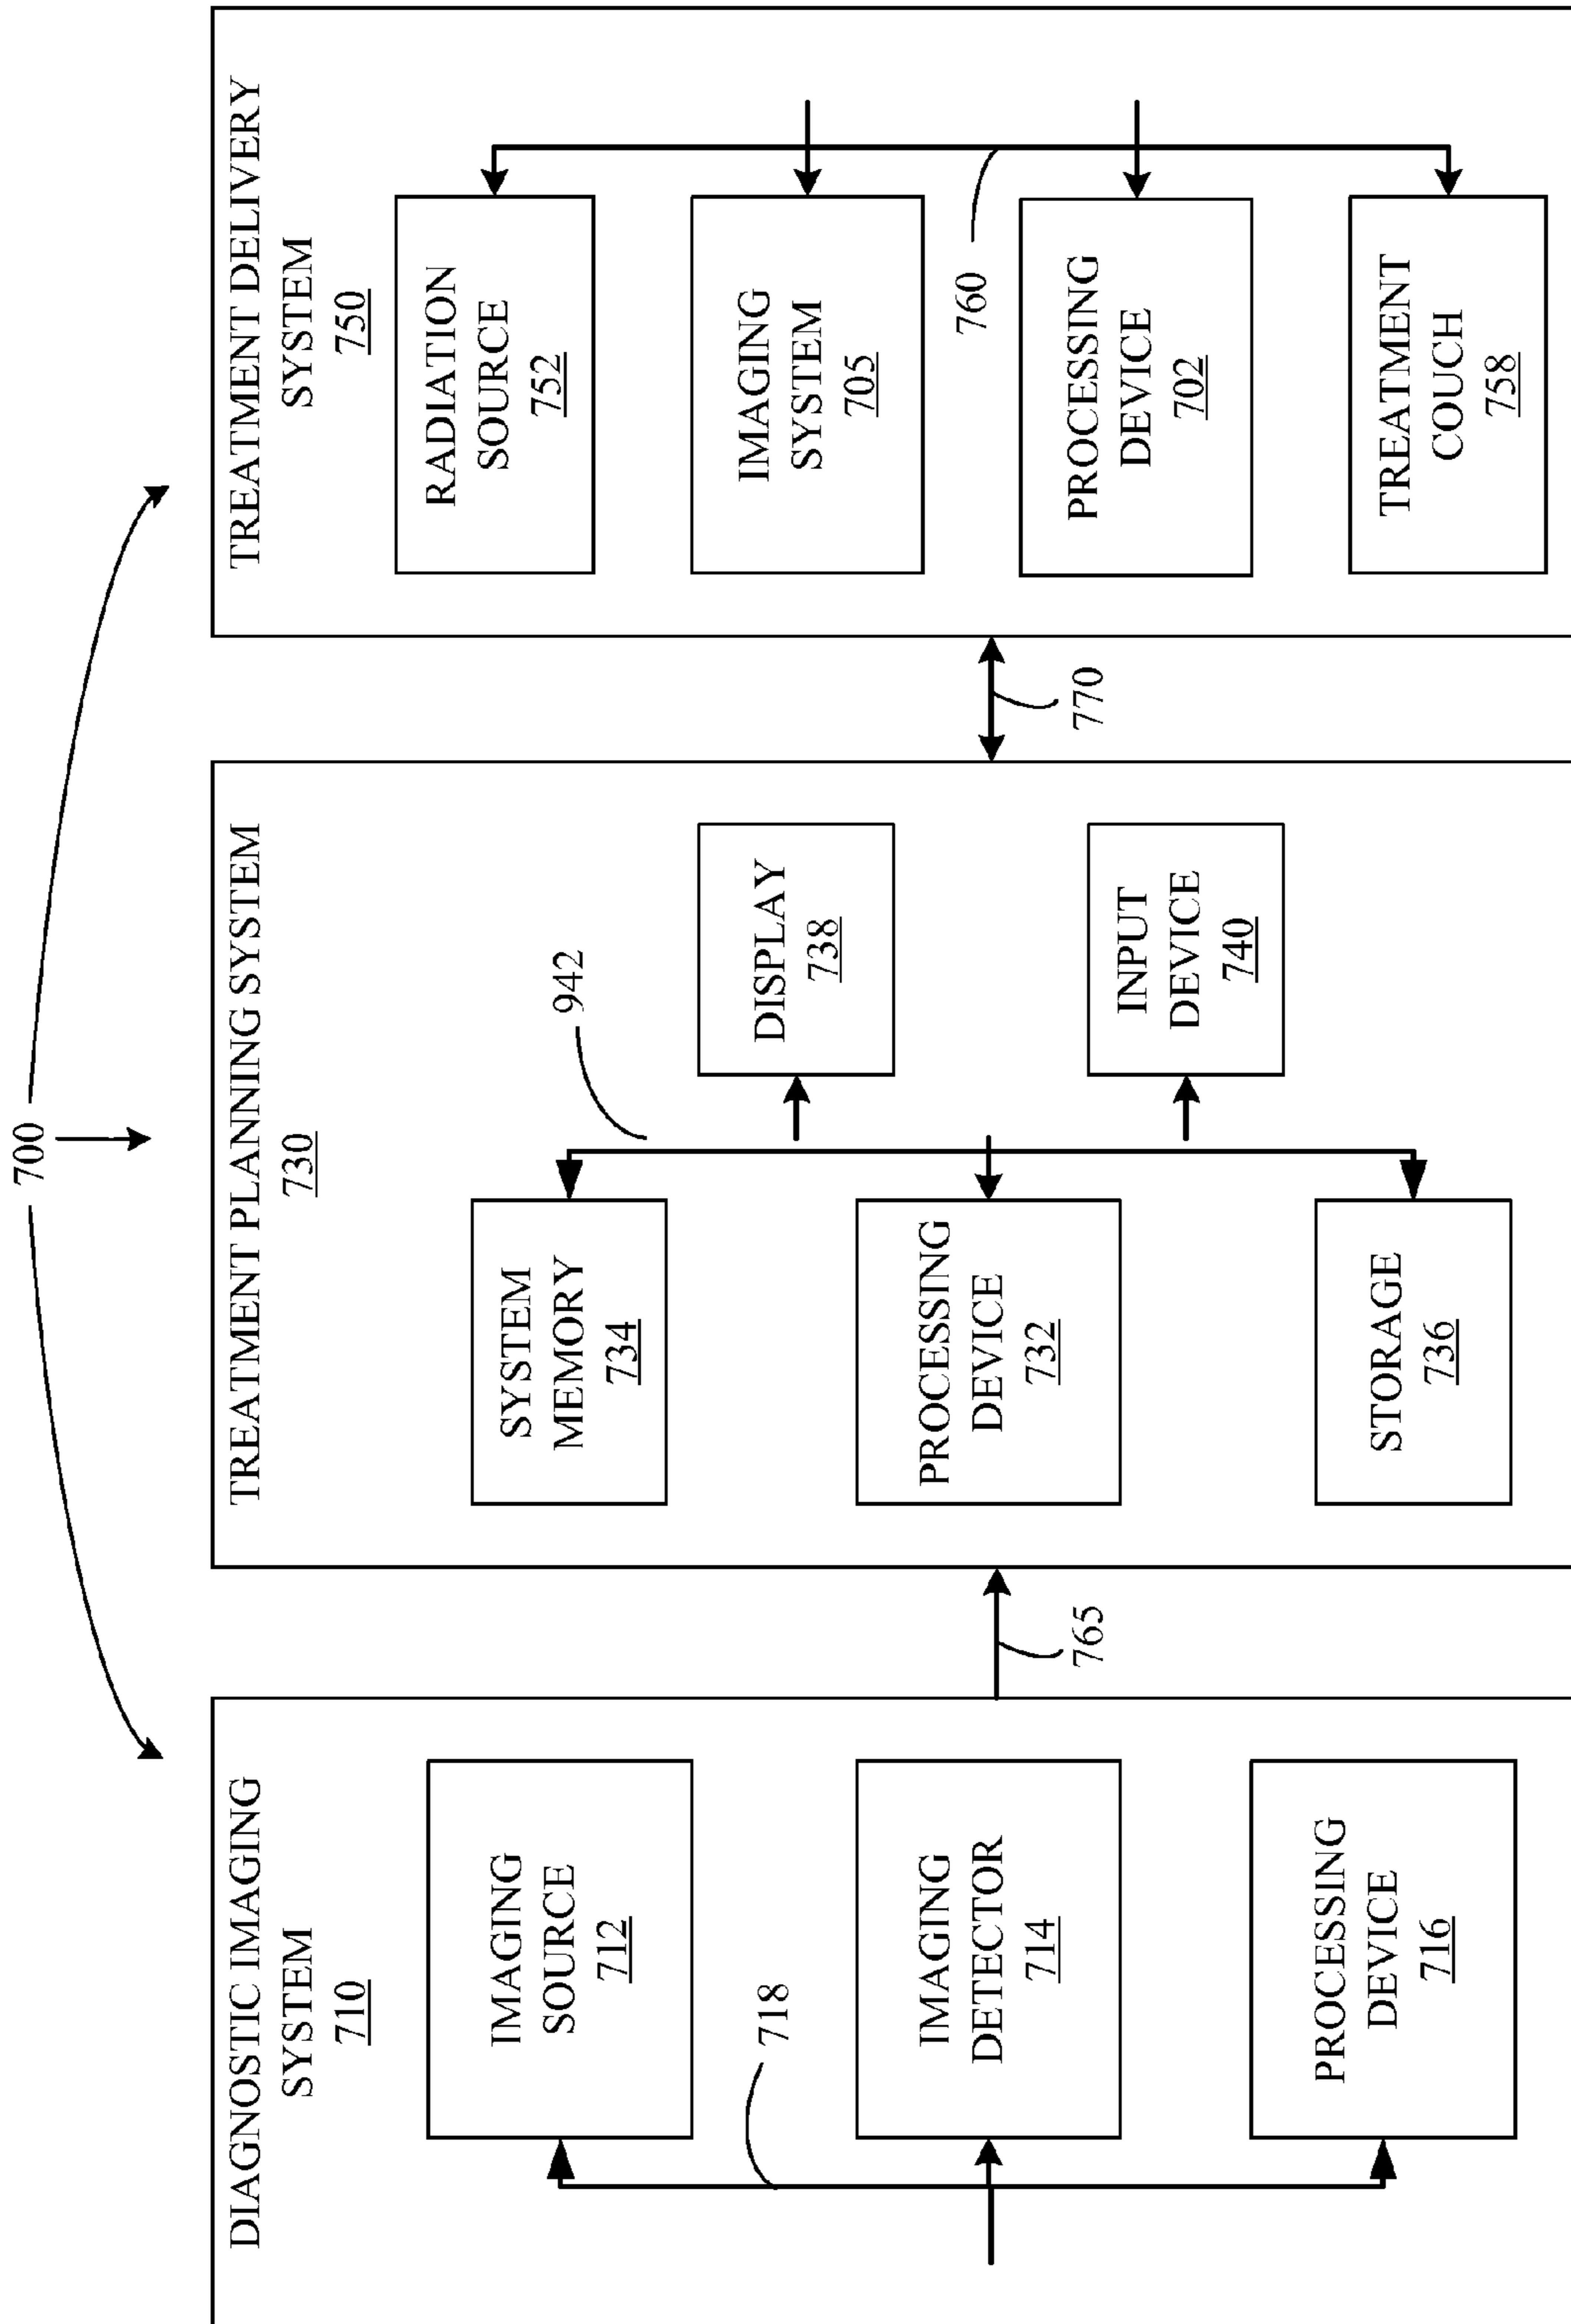 700
DIAGNOSTIC IMAGING
SYSTEM
710
IMAGING
SOURCE
712
718
IMAGING
DETECTOR
714
PROCESSING
DEVICE
716
765
TREATMENT PLANNING SYSTEM
730
942
SYSTEM
MEMORY
734
DISPLAY
738
PROCESSING
DEVICE
732
INPUT
DEVICE
740
STORAGE
736
770
TREATMENT DELIVERY
SYSTEM
750
RADIATION
SOURCE
752
IMAGING
SYSTEM
705
760
PROCESSING
DEVICE
702
TREATMENT
COUCH
758